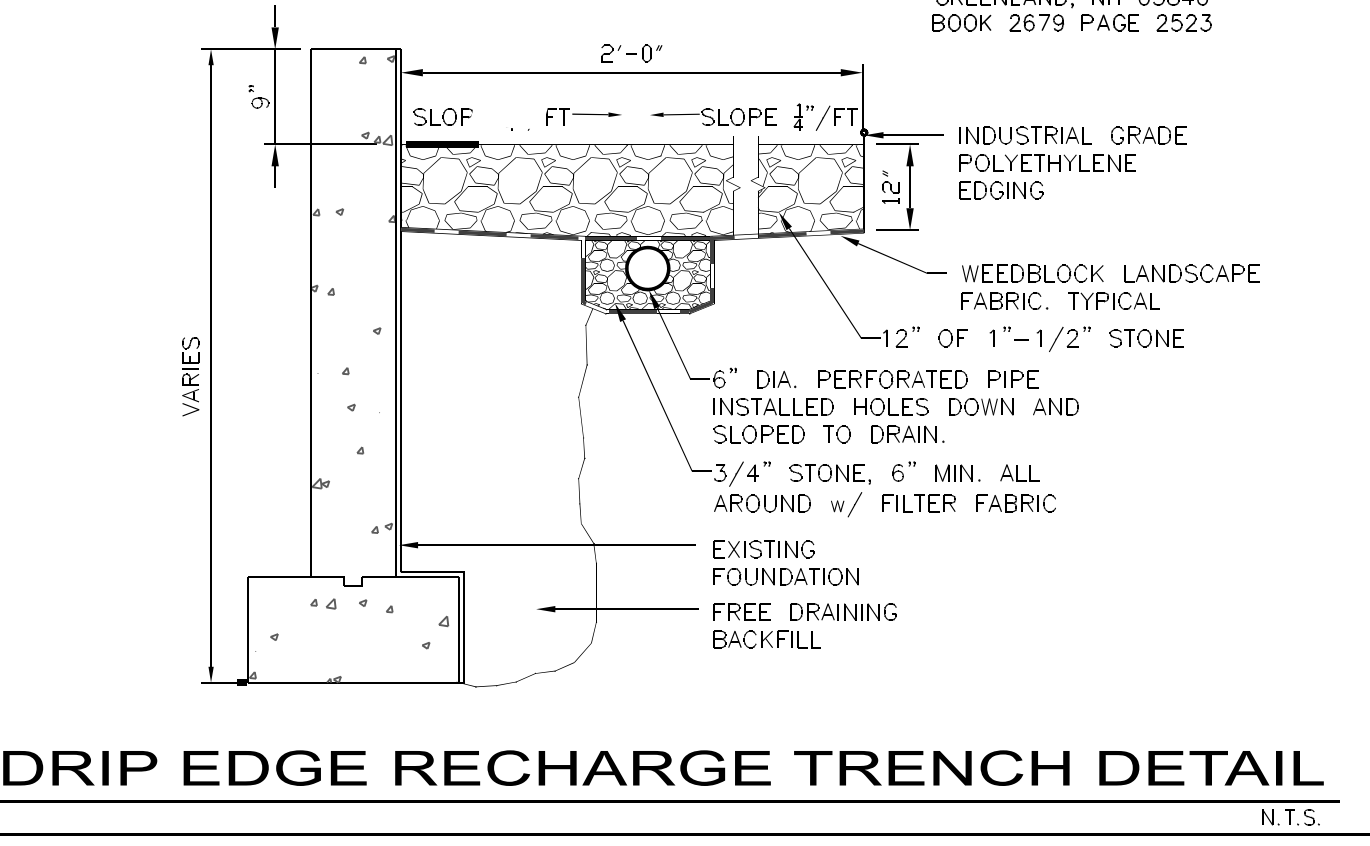 BOOK 2679 PAGE 2523
2'-0"
9"
FT
SLOPE 1/4"/FT
INDUSTRIAL GRADE
POLYETHYLENE
EDGING
12"
WEEDBLOCK LANDSCAPE
FABRIC. TYPICAL
12" OF 1"-1/2" STONE
VARIES
6" DIA. PERFORATED PIPE
INSTALLED HOLES DOWN AND
SLOPED TO DRAIN.
3/4" STONE, 6" MIN. ALL
AROUND w/ FILTER FABRIC
EXISTING
FOUNDATION
FREE DRAINING
BACKFILL
DRIP EDGE RECHARGE TRENCH DETAIL
N.T.S.